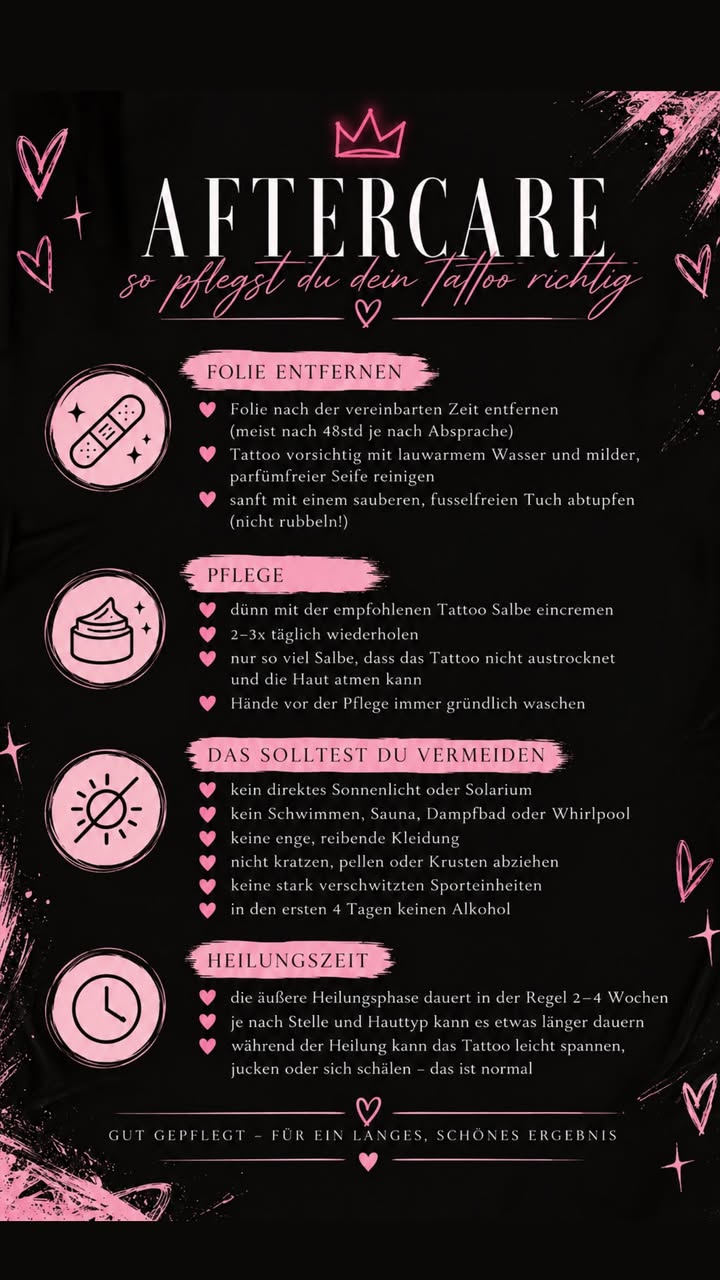 AFTERCARE
so pflegst du dein Tattoo richtig
FOLIE ENTFERNEN
Folie nach der vereinbarten Zeit entfernen
(meist nach 48std je nach Absprache)
Tattoo vorsichtig mit lauwarmem Wasser und milder,
parfümfreier Seife reinigen
sanft mit einem sauberen, fusselfreien Tuch abtupfen
(nicht rubbeln!)
PFLEGE
dünn mit der empfohlenen Tattoo Salbe eincremen
2–3x täglich wiederholen
nur so viel Salbe, dass das Tattoo nicht austrocknet
und die Haut atmen kann
Hände vor der Pflege immer gründlich waschen
DAS SOLLTEST DU VERMEIDEN
kein direktes Sonnenlicht oder Solarium
kein Schwimmen, Sauna, Dampfbad oder Whirlpool
keine enge, reibende Kleidung
nicht kratzen, pellen oder Krusten abziehen
keine stark verschwitzten Sporteinheiten
in den ersten 4 Tagen keinen Alkohol
HEILUNGSZEIT
die äußere Heilungsphase dauert in der Regel 2–4 Wochen
je nach Stelle und Hauttyp kann es etwas länger dauern
während der Heilung kann das Tattoo leicht spannen,
jucken oder sich schälen – das ist normal
GUT GEPFLEGT – FÜR EIN LANGES, SCHÖNES ERGEBNIS